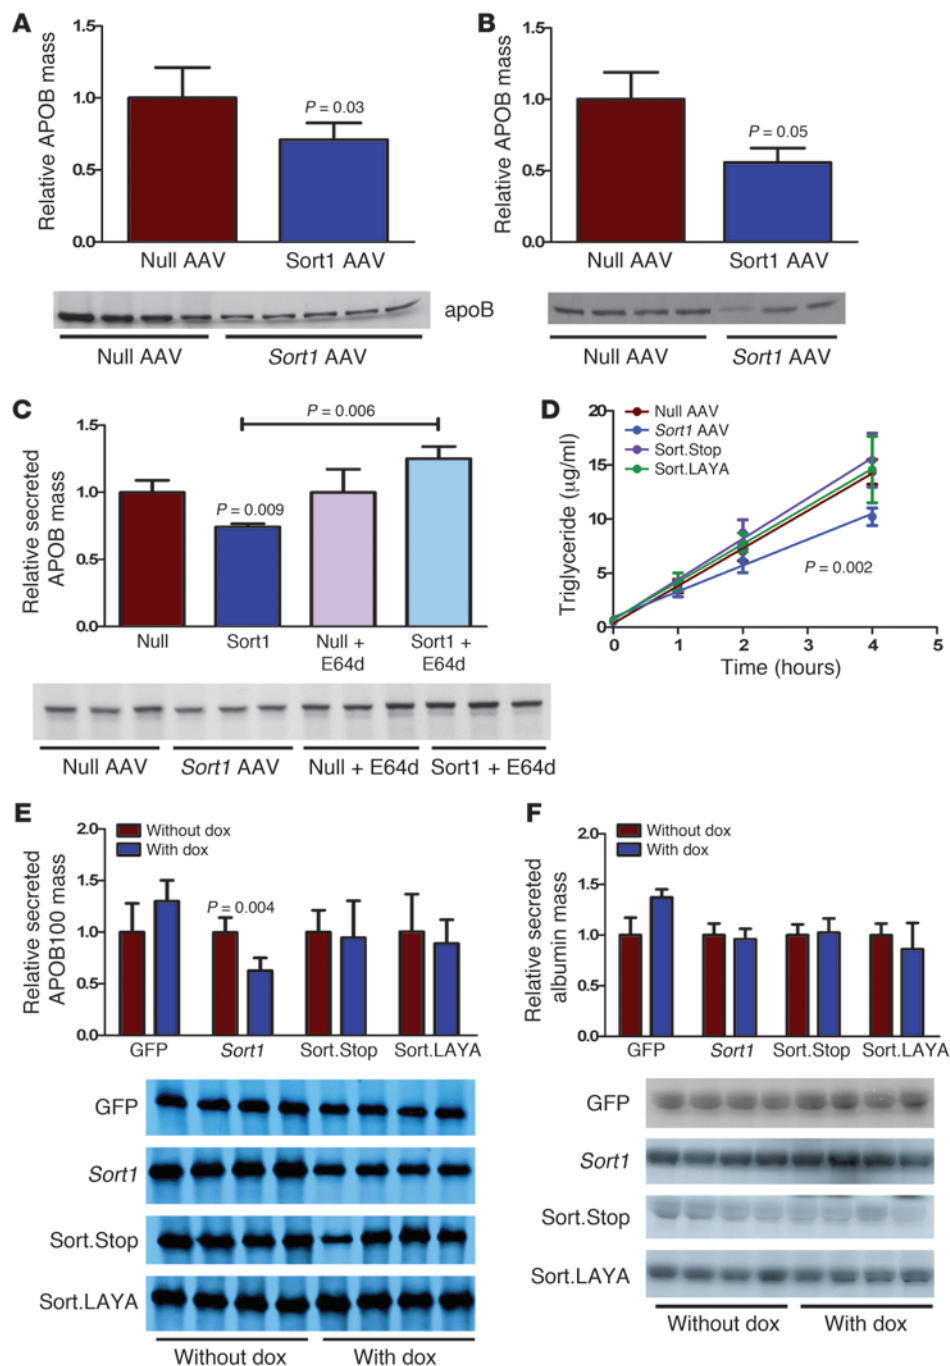 A
Relative APOB mass
1.5
1.0
0.5
0.0
P = 0.03
Null AAV
Sort1 AAV
apoB
Null AAV
Sort1 AAV
B
Relative APOB mass
1.5
1.0
0.5
0.0
P = 0.05
Null AAV
Sort1 AAV
Null AAV
Sort1 AAV
C
Relative secreted
APOB mass
1.5
1.0
0.5
0.0
P = 0.006
P = 0.009
Null
Sort1
Null +
E64d
Sort1 +
E64d
Null AAV
Sort1 AAV
Null + E64d
Sort1 + E64d
D
Triglyceride (µg/ml)
20
15
10
5
0
Null AAV
Sort1 AAV
Sort.Stop
Sort.LAYA
P = 0.002
0 1 2 3 4 5
Time (hours)
E
Relative secreted
APOB100 mass
2.0
1.5
1.0
0.5
0.0
Without dox
With dox
P = 0.004
GFP
Sort1
Sort.Stop
Sort.LAYA
GFP
Sort1
Sort.Stop
Sort.LAYA
Without dox
With dox
F
Relative secreted
albumin mass
2.0
1.5
1.0
0.5
0.0
Without dox
With dox
GFP
Sort1
Sort.Stop
Sort.LAYA
GFP
Sort1
Sort.Stop
Sort.LAYA
Without dox
With dox